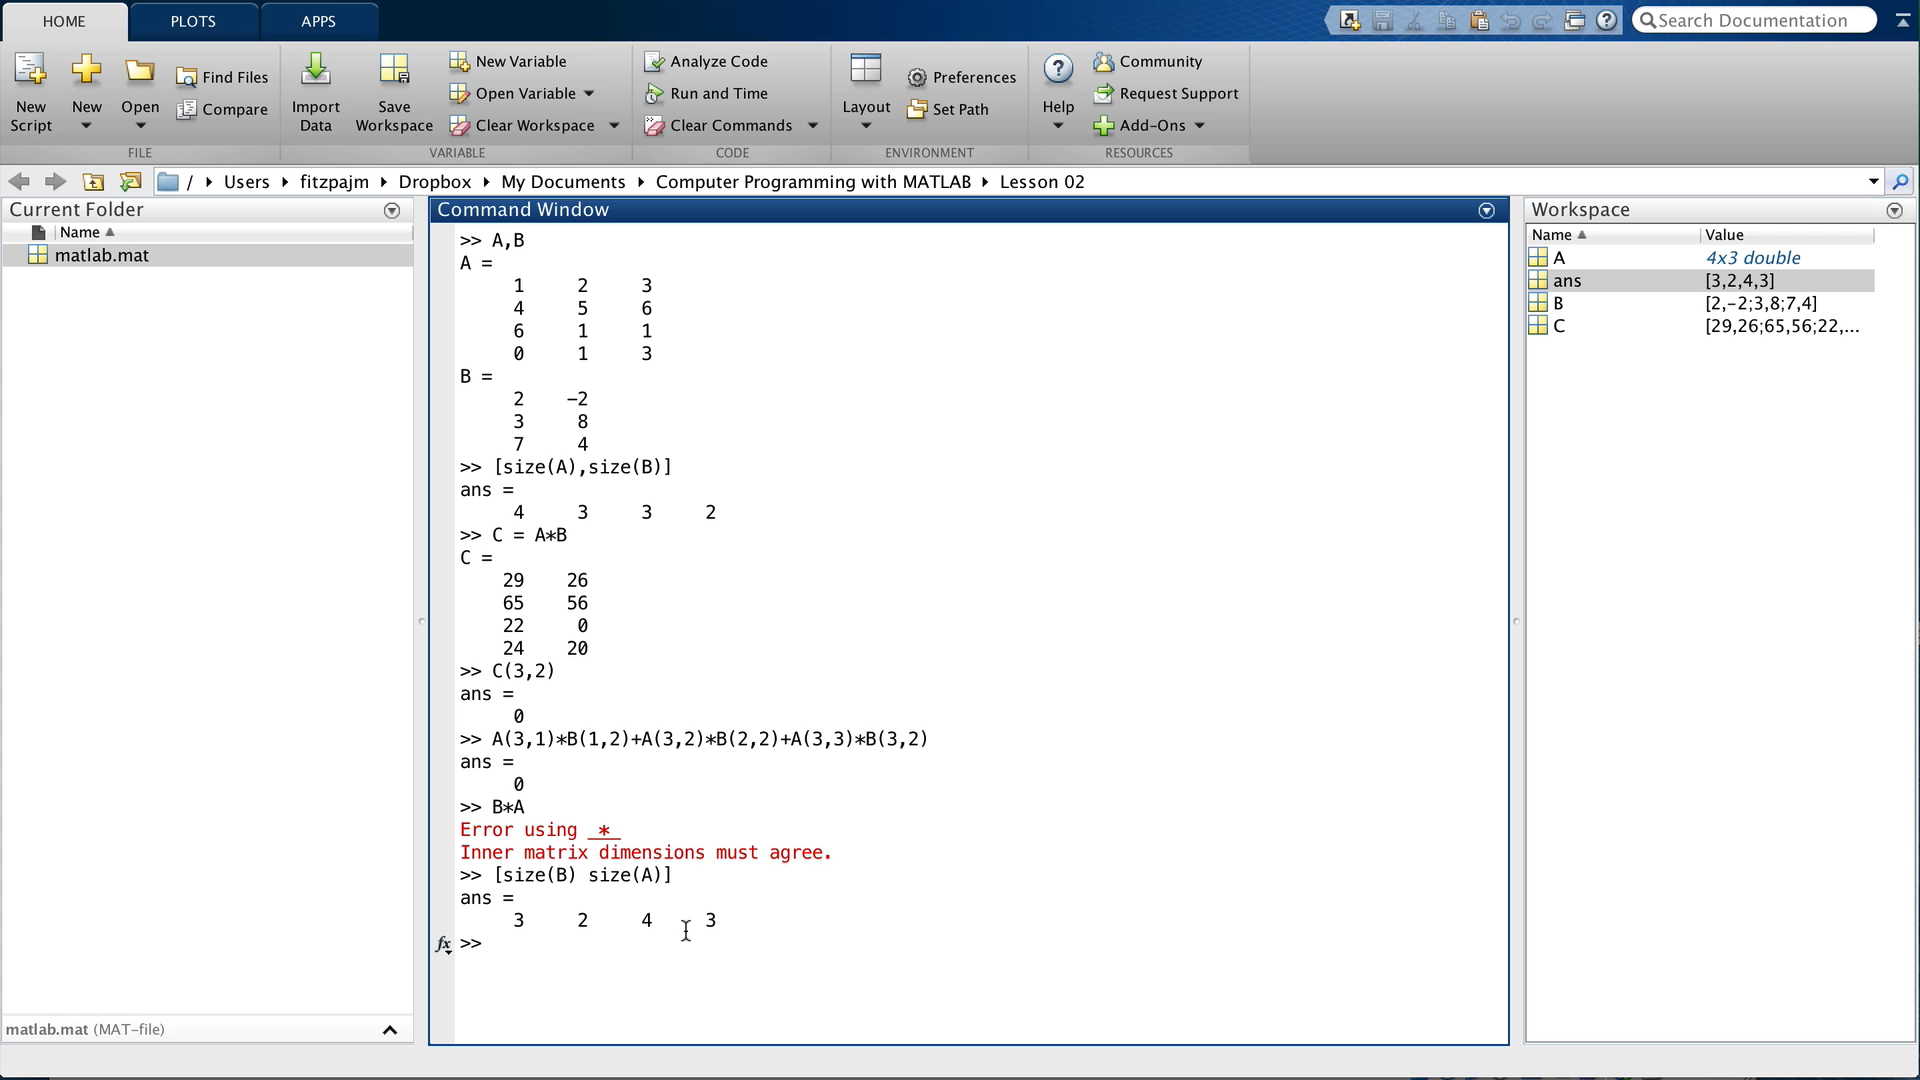 HOME PLOTS APPS
Search Documentation
New Script
New
Open
Find Files
Compare
FILE
Import Data
Save Workspace
New Variable
Open Variable
Clear Workspace
VARIABLE
Analyze Code
Run and Time
Clear Commands
CODE
Layout
Preferences
Set Path
ENVIRONMENT
Help
Community
Request Support
Add-Ons
RESOURCES
/ Users fitzpajm Dropbox My Documents Computer Programming with MATLAB Lesson 02
Current Folder
Name
matlab.mat
matlab.mat (MAT-file)
Command Window
>> A,B
A =
1 2 3
4 5 6
6 1 1
0 1 3
B =
2 -2
3 8
7 4
>> [size(A),size(B)]
ans =
4 3 3 2
>> C = A*B
C =
29 26
65 56
22 0
24 20
>> C(3,2)
ans =
0
>> A(3,1)*B(1,2)+A(3,2)*B(2,2)+A(3,3)*B(3,2)
ans =
0
>> B*A
Error using *
Inner matrix dimensions must agree.
>> [size(B) size(A)]
ans =
3 2 4 3
fx >>
Workspace
Name Value
A 4x3 double
ans [3,2,4,3]
B [2,-2;3,8;7,4]
C [29,26;65,56;22,...